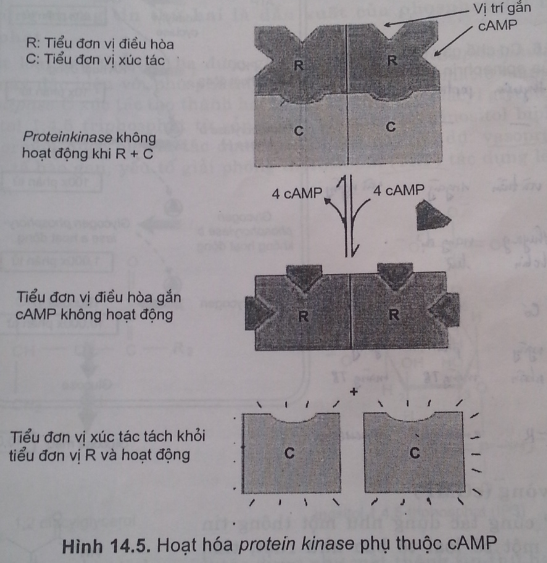 Vị trí gắn
cAMP
R: Tiểu đơn vị điều hòa
C: Tiểu đơn vị xúc tác
R
R
C
C
Proteinkinase không
hoạt động khi R + C
4 cAMP
4 cAMP
Tiểu đơn vị điều hòa gắn
cAMP không hoạt động
R
R
+
Tiểu đơn vị xúc tác tách khỏi
tiểu đơn vị R và hoạt động
C
C
Hình 14.5. Hoạt hóa protein kinase phụ thuộc cAMP